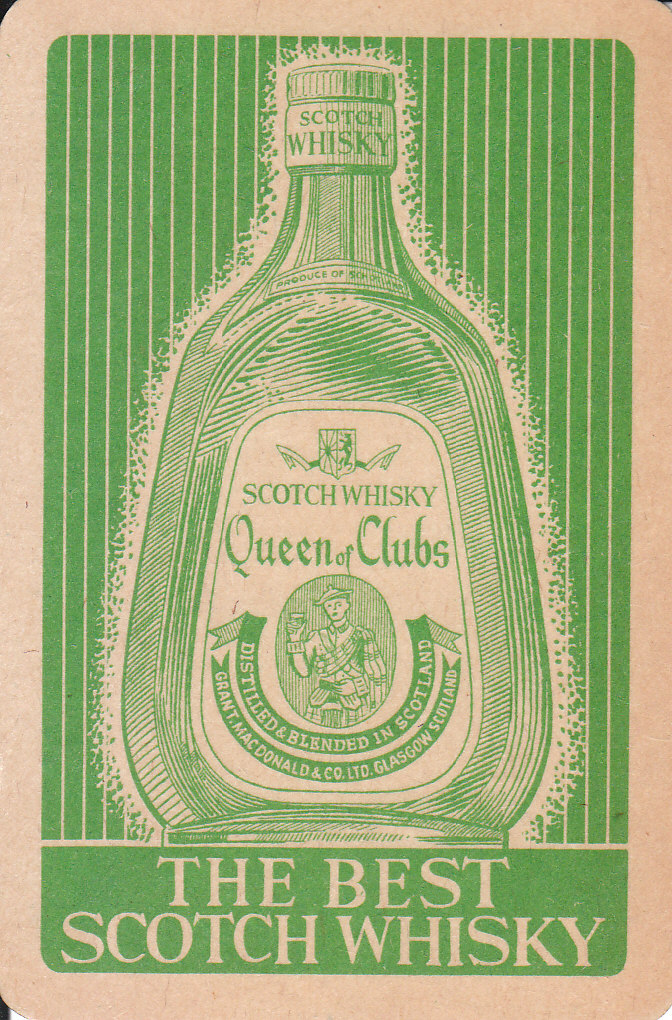 SCOTCH
WHISKY
PRODUCE OF SCOTLAND
SCOTCH WHISKY
Queen of Clubs
DISTILLED & BLENDED IN SCOTLAND
GRANT, MACDONALD & CO. LTD. GLASGOW SCOTLAND
THE BEST
SCOTCH WHISKY